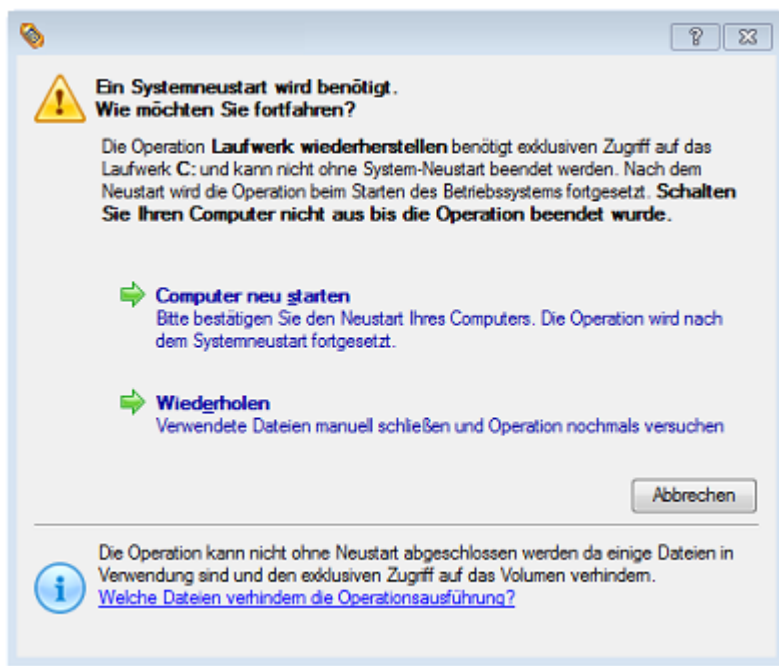 Ein Systemneustart wird benötigt.
Wie möchten Sie fortfahren?
Die Operation Laufwerk wiederherstellen benötigt exklusiven Zugriff auf das
Laufwerk C: und kann nicht ohne System-Neustart beendet werden. Nach dem
Neustart wird die Operation beim Starten des Betriebssystems fortgesetzt. Schalten
Sie Ihren Computer nicht aus bis die Operation beendet wurde.
Computer neu starten
Bitte bestätigen Sie den Neustart Ihres Computers. Die Operation wird nach
dem Systemneustart fortgesetzt.
Wiederholen
Verwendete Dateien manuell schließen und Operation nochmals versuchen
Abbrechen
Die Operation kann nicht ohne Neustart abgeschlossen werden da einige Dateien in
Verwendung sind und den exklusiven Zugriff auf das Volumen verhindern.
Welche Dateien verhindern die Operationsausführung?